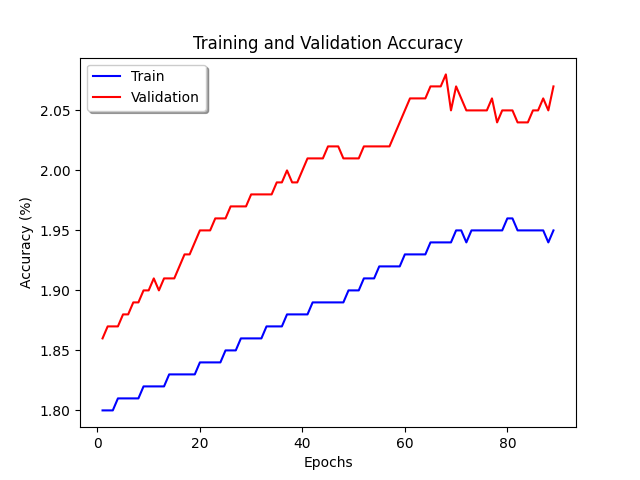 Training and Validation Accuracy
Train
Validation
2.05
2.00
1.95
1.90
1.85
1.80
Accuracy (%)
0 20 40 60 80
Epochs